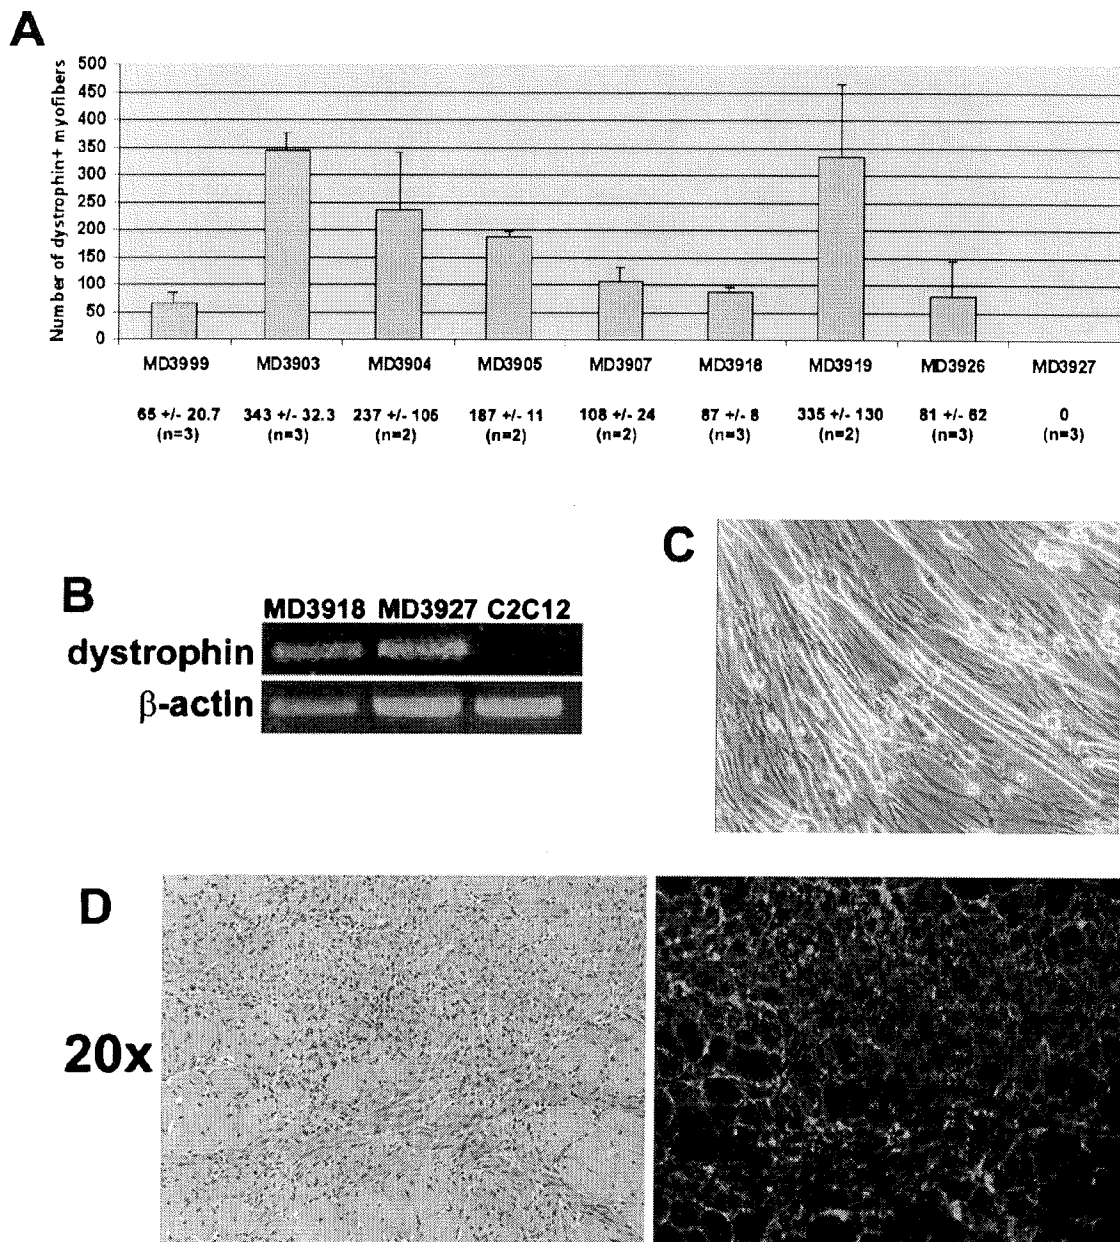 A
Number of dystrophin+ myofibers
500
450
400
350
300
250
200
150
100
50
0
MD3999 MD3903 MD3904 MD3905 MD3907 MD3918 MD3919 MD3926 MD3927
65 +/- 20.7 343 +/- 32.3 237 +/- 106 187 +/- 11 108 +/- 24 87 +/- 8 335 +/- 130 81 +/- 62 0
(n=3) (n=3) (n=2) (n=2) (n=2) (n=3) (n=2) (n=3) (n=3)
B
MD3918 MD3927 C2C12
dystrophin
β-actin
C
D
20x